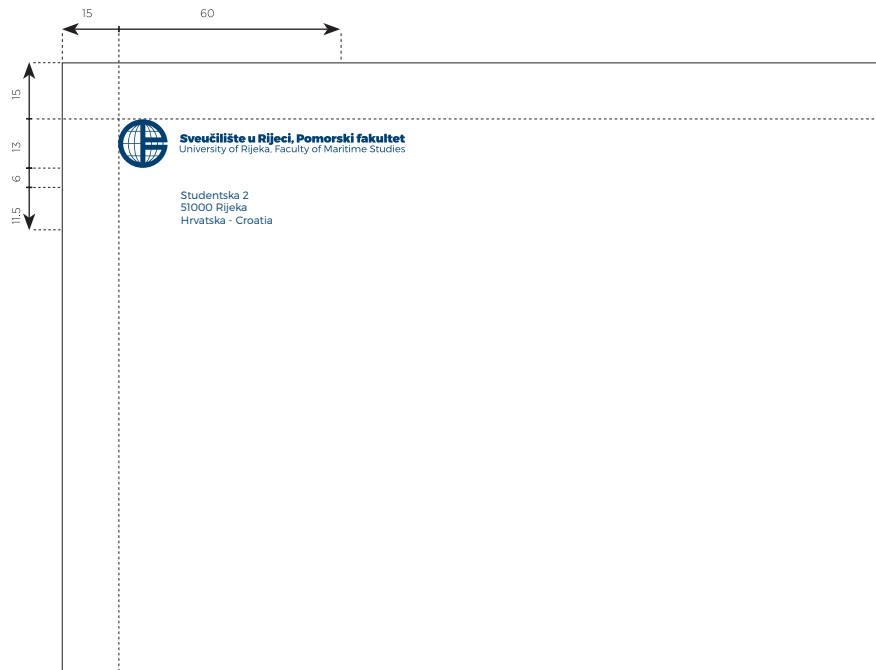 15
60
15
13
6
11.5
Sveučilište u Rijeci, Pomorski fakultet
University of Rijeka, Faculty of Maritime Studies
Studentska 2
51000 Rijeka
Hrvatska - Croatia